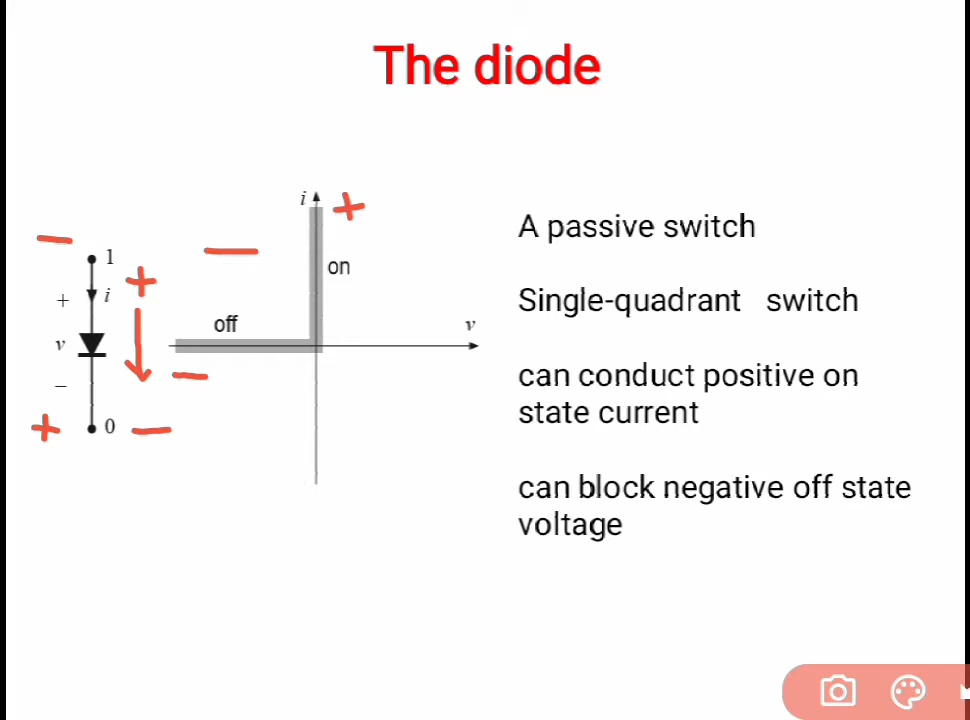 The diode
i
+
−
−
1
+
i
on
+
v
off
v
−
−
+
0
−
A passive switch
Single-quadrant switch
can conduct positive on
state current
can block negative off state
voltage